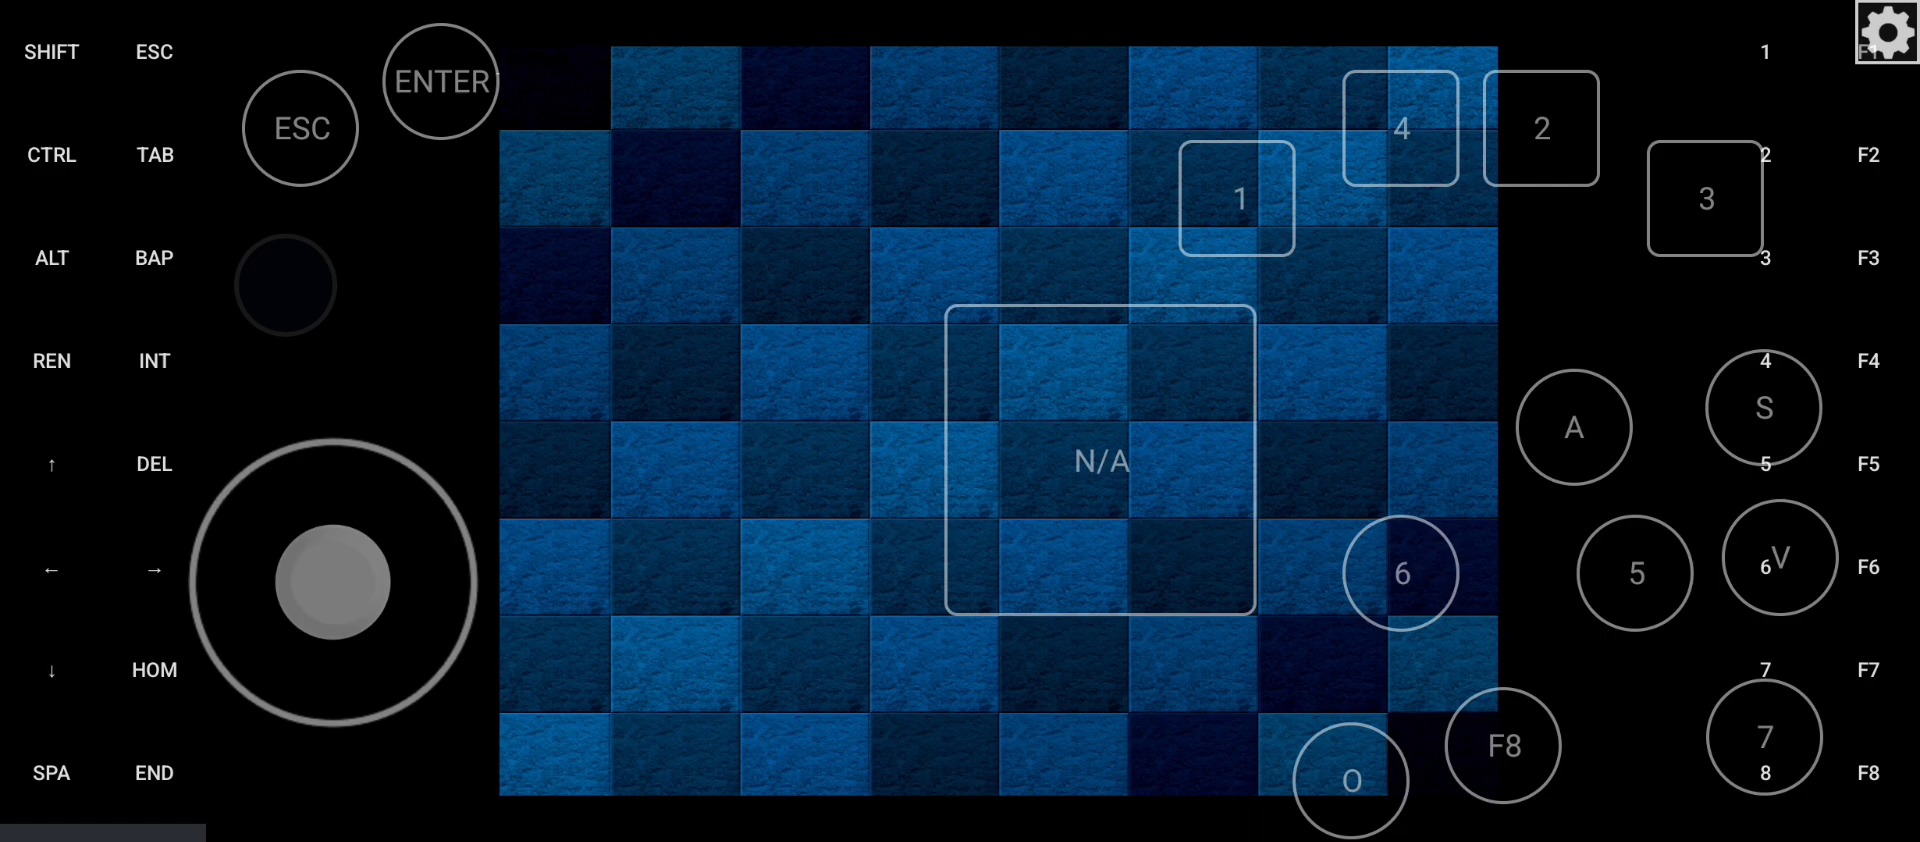 SHIFT ESC
CTRL TAB
ALT BAP
REN INT
↑ DEL
← →
↓ HOM
SPA END
ESC
ENTER
1
4
2
3
N/A
A
S
6
5
V
F8
O
7
1 F1
2 F2
3 F3
4 F4
5 F5
6 F6
7 F7
8 F8